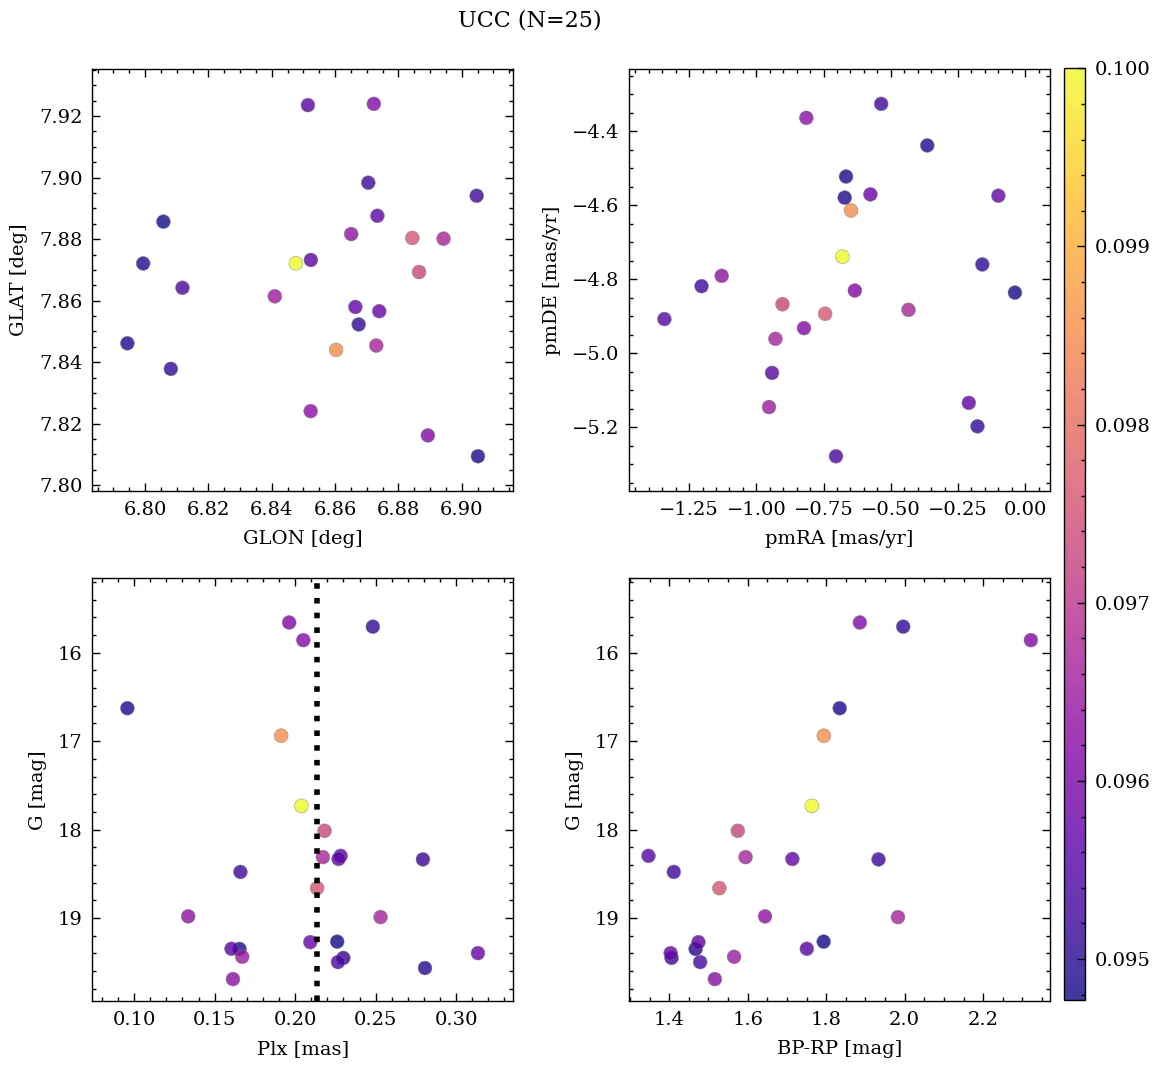 UCC (N=25)
7.92
7.90
7.88
7.86
7.84
7.82
7.80
GLAT [deg]
6.80 6.82 6.84 6.86 6.88 6.90
GLON [deg]
−4.4
−4.6
−4.8
−5.0
−5.2
pmDE [mas/yr]
−1.25 −1.00 −0.75 −0.50 −0.25 0.00
pmRA [mas/yr]
0.100
0.099
0.098
0.097
0.096
0.095
16
17
18
19
G [mag]
0.10 0.15 0.20 0.25 0.30
Plx [mas]
16
17
18
19
G [mag]
1.4 1.6 1.8 2.0 2.2
BP-RP [mag]